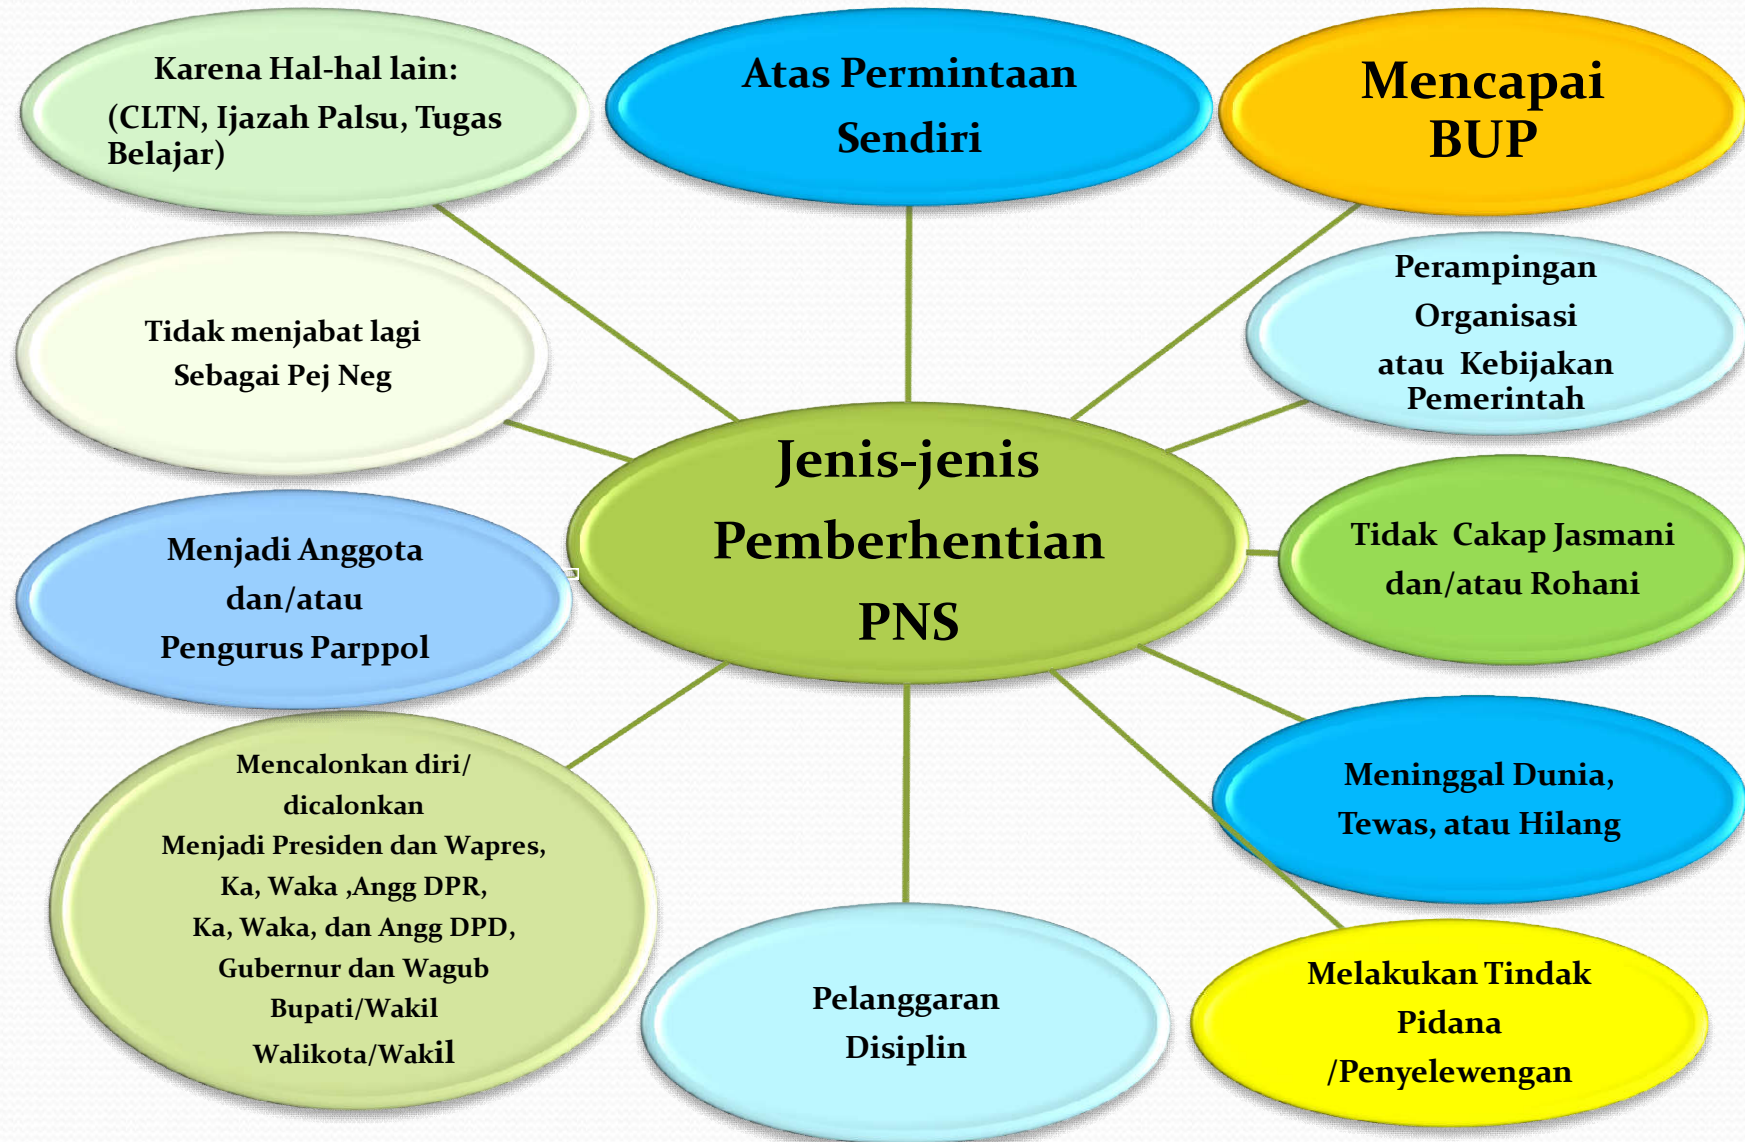 Karena Hal-hal lain:
(CLTN, Ijazah Palsu, Tugas
Belajar)
Atas Permintaan
Sendiri
Mencapai
BUP
Tidak menjabat lagi
Sebagai Pej Neg
Perampingan
Organisasi
atau Kebijakan
Pemerintah
Jenis-jenis
Pemberhentian
PNS
Menjadi Anggota
dan/atau
Pengurus Parppol
Tidak Cakap Jasmani
dan/atau Rohani
Mencalonkan diri/
dicalonkan
Menjadi Presiden dan Wapres,
Ka, Waka ,Angg DPR,
Ka, Waka, dan Angg DPD,
Gubernur dan Wagub
Bupati/Wakil
Walikota/Wakil
Meninggal Dunia,
Tewas, atau Hilang
Pelanggaran
Disiplin
Melakukan Tindak
Pidana
/Penyelewengan